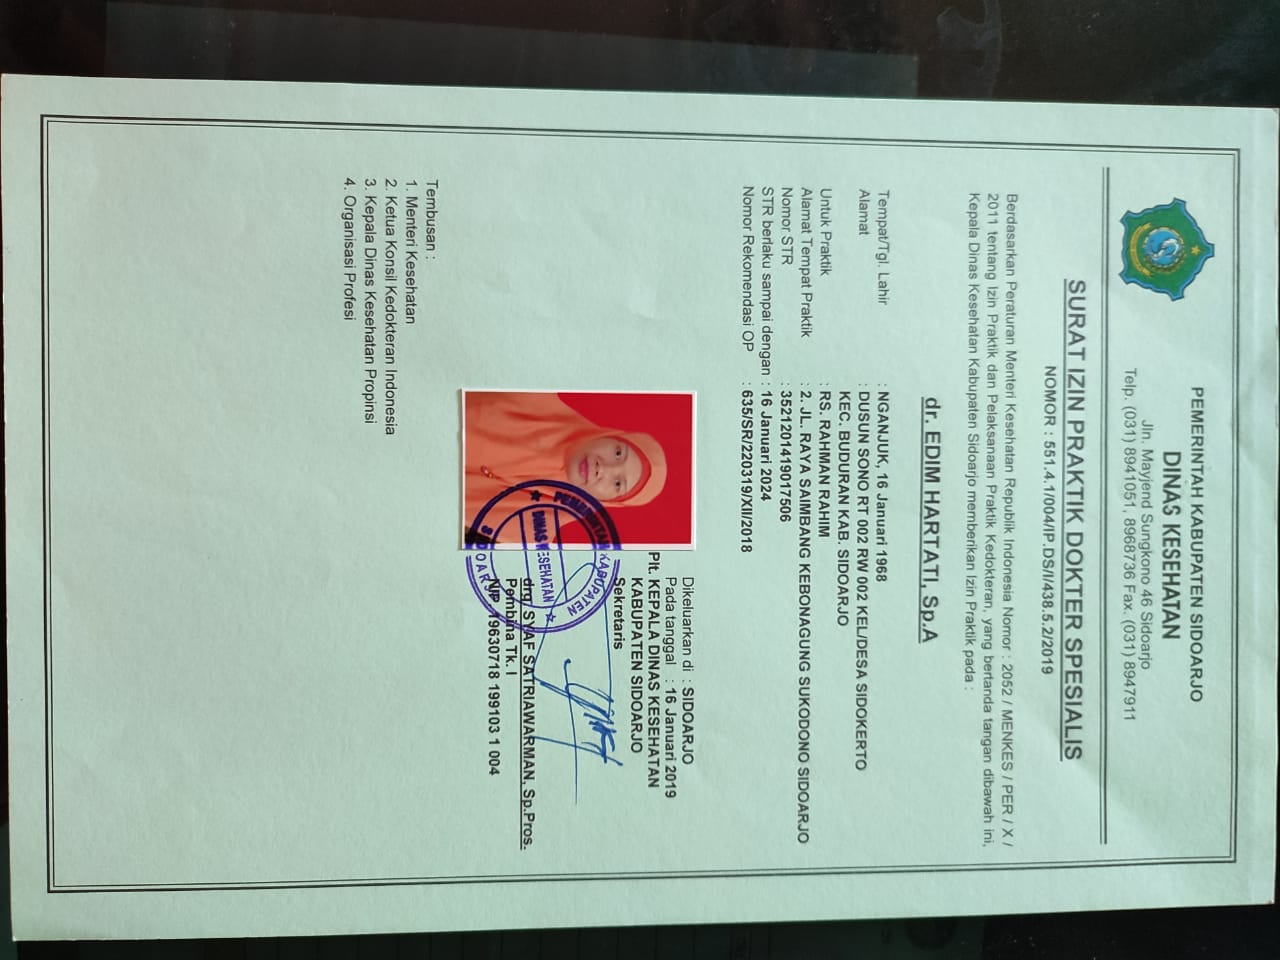 PEMERINTAH KABUPATEN SIDOARJO
DINAS KESEHATAN
Jln. Mayjend Sungkono 46 Sidoarjo
Telp. (031) 8941051, 8968736 Fax. (031) 8947911
SURAT IZIN PRAKTIK DOKTER SPESIALIS
NOMOR : 551.4.1/004/IP.DS/I/438.5.2/2019
Berdasarkan Peraturan Menteri Kesehatan Republik Indonesia Nomor : 2052 / MENKES / PER / X /
2011 tentang Izin Praktik dan Pelaksanaan Praktik Kedokteran, yang bertanda tangan dibawah ini,
Kepala Dinas Kesehatan Kabupaten Sidoarjo memberikan Izin Praktik pada :
dr. EDIM HARTATI, Sp.A
Tempat/Tgl. Lahir : NGANJUK, 16 Januari 1968
Alamat : DUSUN SONO RT 002 RW 002 KEL/DESA SIDOKERTO
KEC. BUDURAN KAB. SIDOARJO
Untuk Praktik : RS. RAHMAN RAHIM
Alamat Tempat Praktik : 2. JL. RAYA SAIMBANG KEBONAGUNG SUKODONO SIDOARJO
Nomor STR : 3521201419017506
STR berlaku sampai dengan : 16 Januari 2024
Nomor Rekomendasi OP : 635/SR/220319/XII/2018
Dikeluarkan di : SIDOARJO
Pada tanggal : 16 Januari 2019
Plt. KEPALA DINAS KESEHATAN
KABUPATEN SIDOARJO
Sekretaris
PEMERINTAH KABUPATEN
DINAS KESEHATAN
SIDOARJO
drg. SYAF SATRIAWARMAN, Sp.Pros.
Pembina Tk. I
NIP. 19630718 199103 1 004
Tembusan :
1. Menteri Kesehatan
2. Ketua Konsil Kedokteran Indonesia
3. Kepala Dinas Kesehatan Propinsi
4. Organisasi Profesi